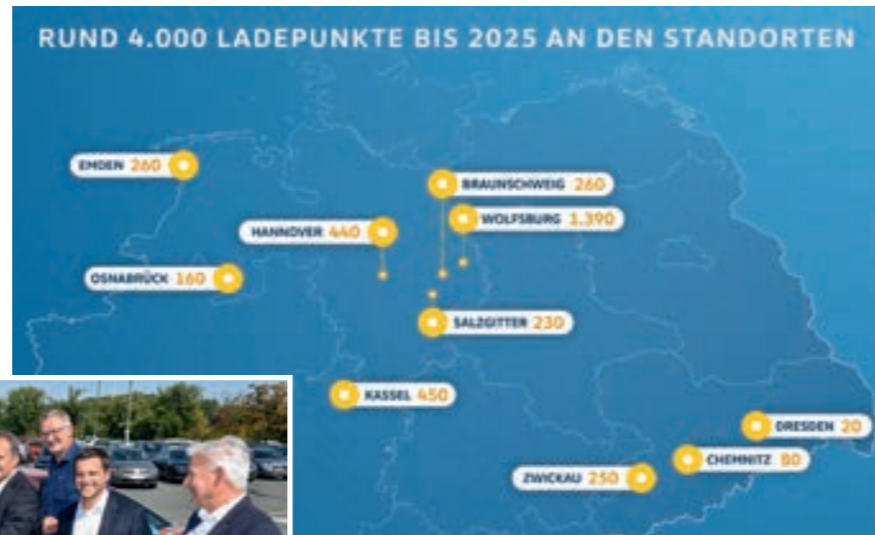 RUND 4.000 LADEPUNKTE BIS 2025 AN DEN STANDORTEN
EMDEN 260
BRAUNSCHWEIG 260
WOLFSBURG 1.390
HANNOVER 440
OSNABRÜCK 160
SALZGITTER 230
KASSEL 450
DRESDEN 20
CHEMNITZ 80
ZWICKAU 250